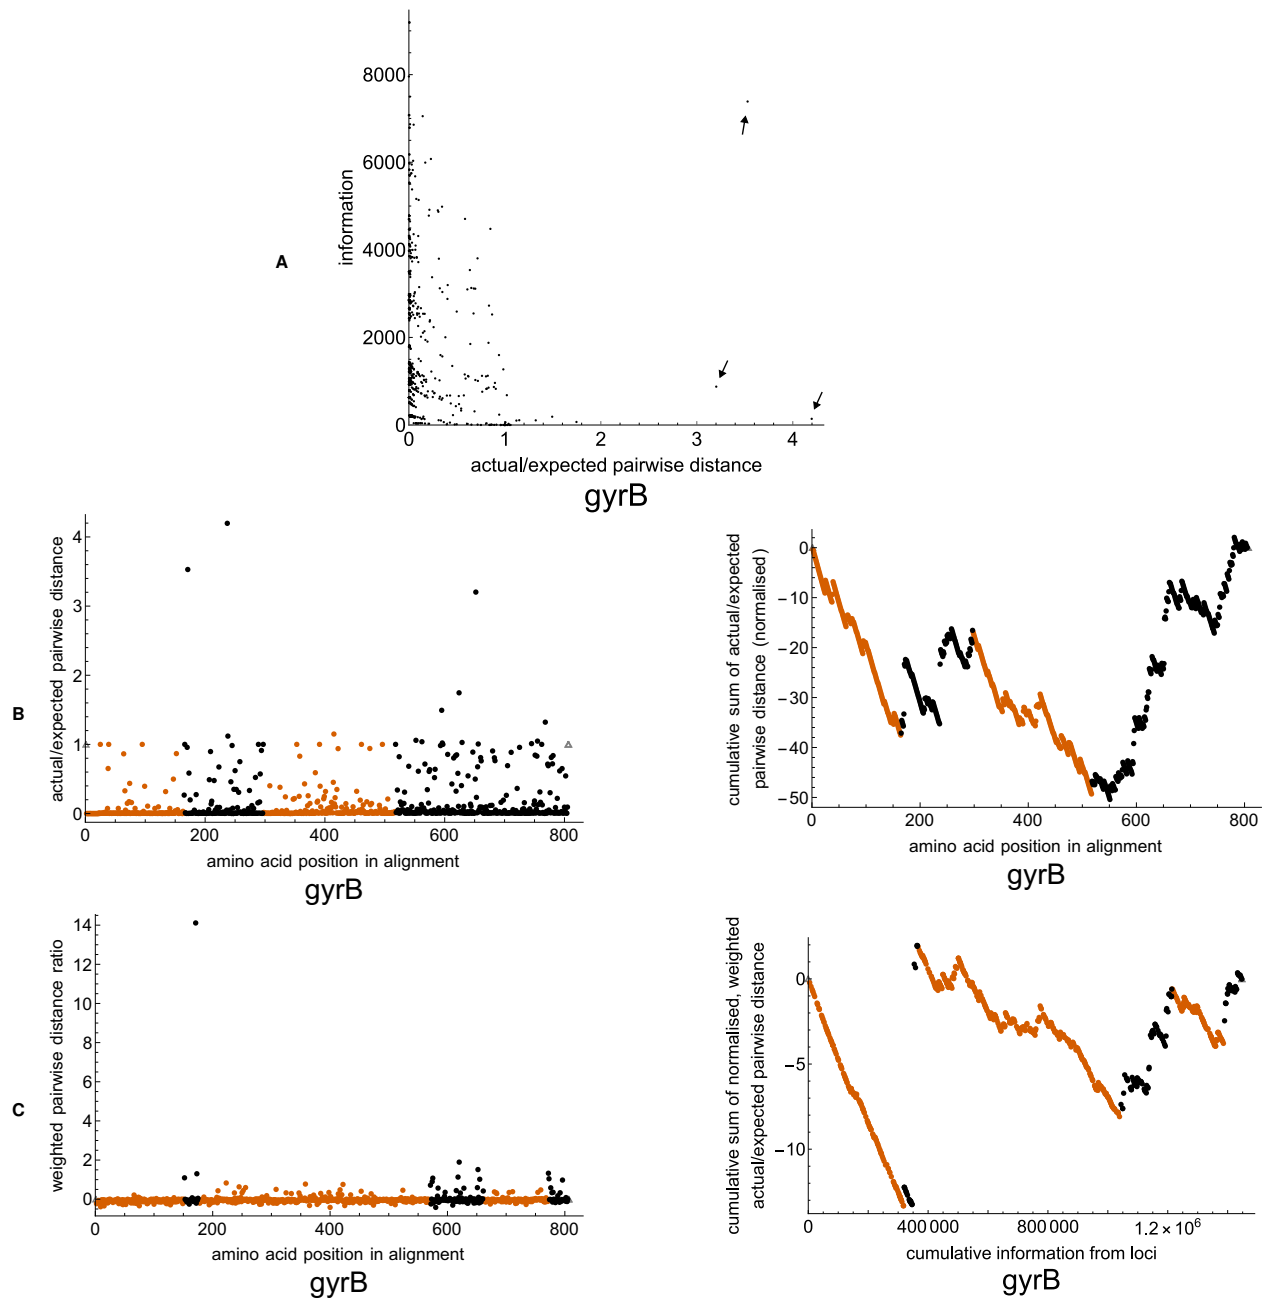 8000
6000
4000
2000
0
information
A
0 1 2 3 4
actual/expected pairwise distance
gyrB
B
4
3
2
1
0
actual/expected pairwise distance
0 200 400 600 800
amino acid position in alignment
gyrB
0
−10
−20
−30
−40
−50
cumulative sum of actual/expected
pairwise distance (normalised)
0 200 400 600 800
amino acid position in alignment
gyrB
C
14
12
10
8
6
4
2
0
weighted pairwise distance ratio
0 200 400 600 800
amino acid position in alignment
gyrB
0
−5
−10
cumulative sum of normalised, weighted
actual/expected pairwise distance
0 400 000 800 000 1.2 × 10⁶
cumulative information from loci
gyrB